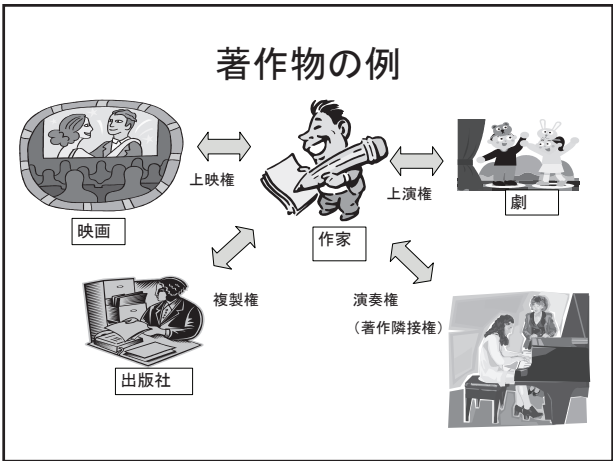 著作物の例
上映権
上演権
映画
作家
劇
複製権
演奏権
（著作隣接権）
出版社